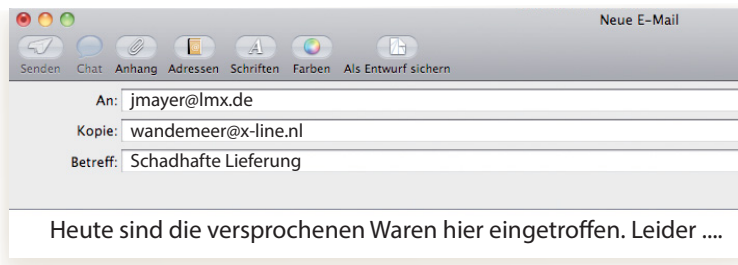 Neue E-Mail
Senden Chat Anhang Adressen Schriften Farben Als Entwurf sichern
An: jmayer@lmx.de
Kopie: wandemeer@x-line.nl
Betreff: Schadhafte Lieferung
Heute sind die versprochenen Waren hier eingetroffen. Leider ....